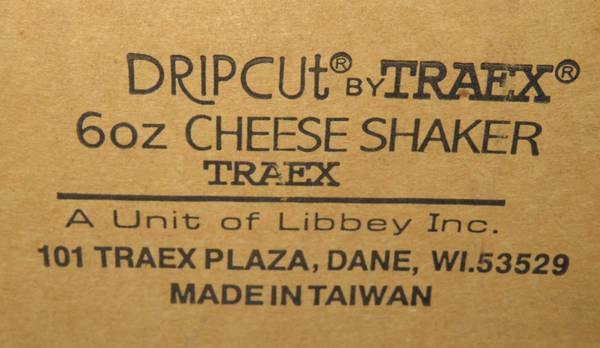 DRIPCUt® BY TRAEX®
6oz CHEESE SHAKER
TRAEX
A Unit of Libbey Inc.
101 TRAEX PLAZA, DANE, WI.53529
MADE IN TAIWAN